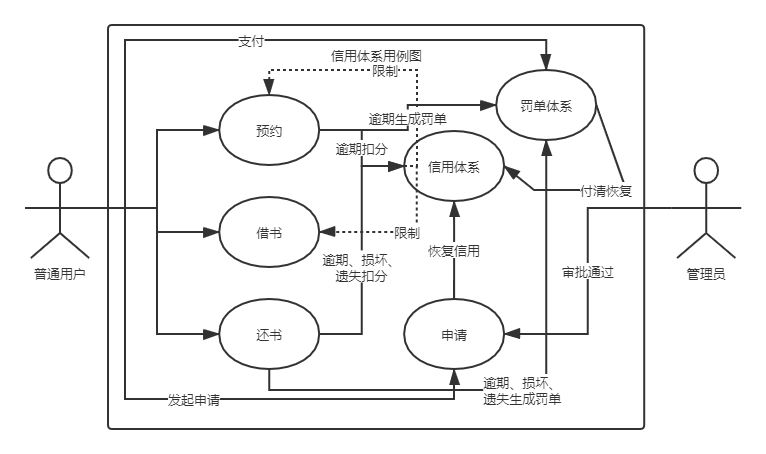 支付
信用体系用例图
限制
罚单体系
逾期生成罚单
预约
逾期扣分
信用体系
付清恢复
借书
限制
恢复信用
逾期、损坏、
遗失扣分
普通用户
审批通过
管理员
还书
申请
逾期、损坏、
遗失生成罚单
发起申请